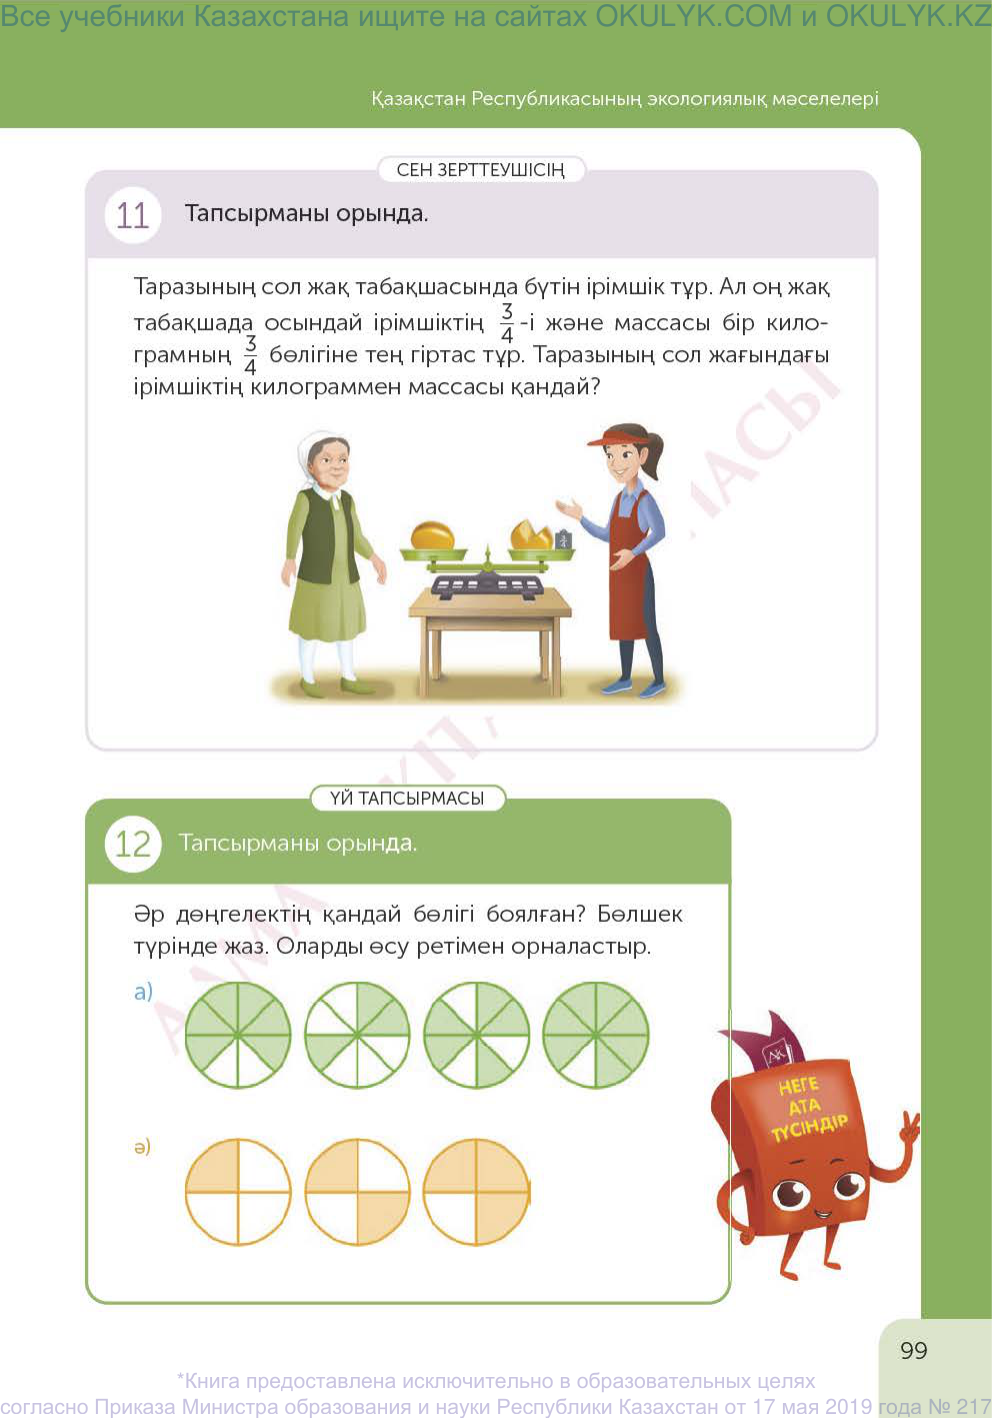 Все учебники Казахстана ищите на сайтах OKULYK.COM и OKULYK.KZ
Қазақстан Республикасының экологиялық мәселелері
СЕН ЗЕРТТЕУШІСІҢ
11 Тапсырманы орында.
Таразының сол жақ табақшасында бүтін ірімшік тұр. Ал оң жақ
табақшада осындай ірімшіктің 3/4-і және массасы бір кило-
грамның 3/4 бөлігіне тең гіртас тұр. Таразының сол жағындағы
ірімшіктің килограммен массасы қандай?
ҮЙ ТАПСЫРМАСЫ
12 Тапсырманы орында.
Әр дөңгелектің қандай бөлігі боялған? Бөлшек
түрінде жаз. Оларды өсу ретімен орналастыр.
а)
ә)
АК
НЕГЕ
АТА
ТҮСІНДІР
99
*Книга предоставлена исключительно в образовательных целях
согласно Приказа Министра образования и науки Республики Казахстан от 17 мая 2019 года № 217